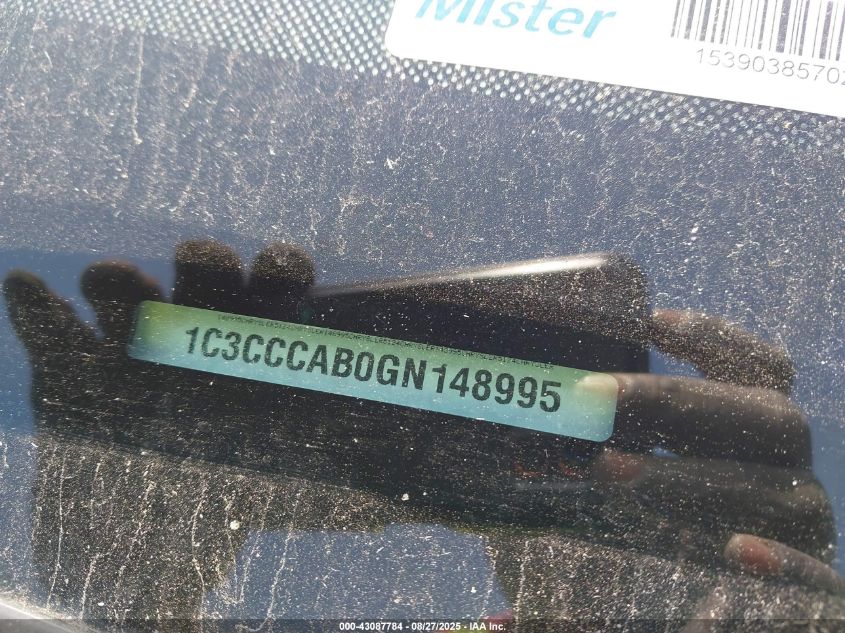 Mister
1539038570
1C3CCCAB0GN148995
000-43087784 - 08/27/2025 - IAA Inc.